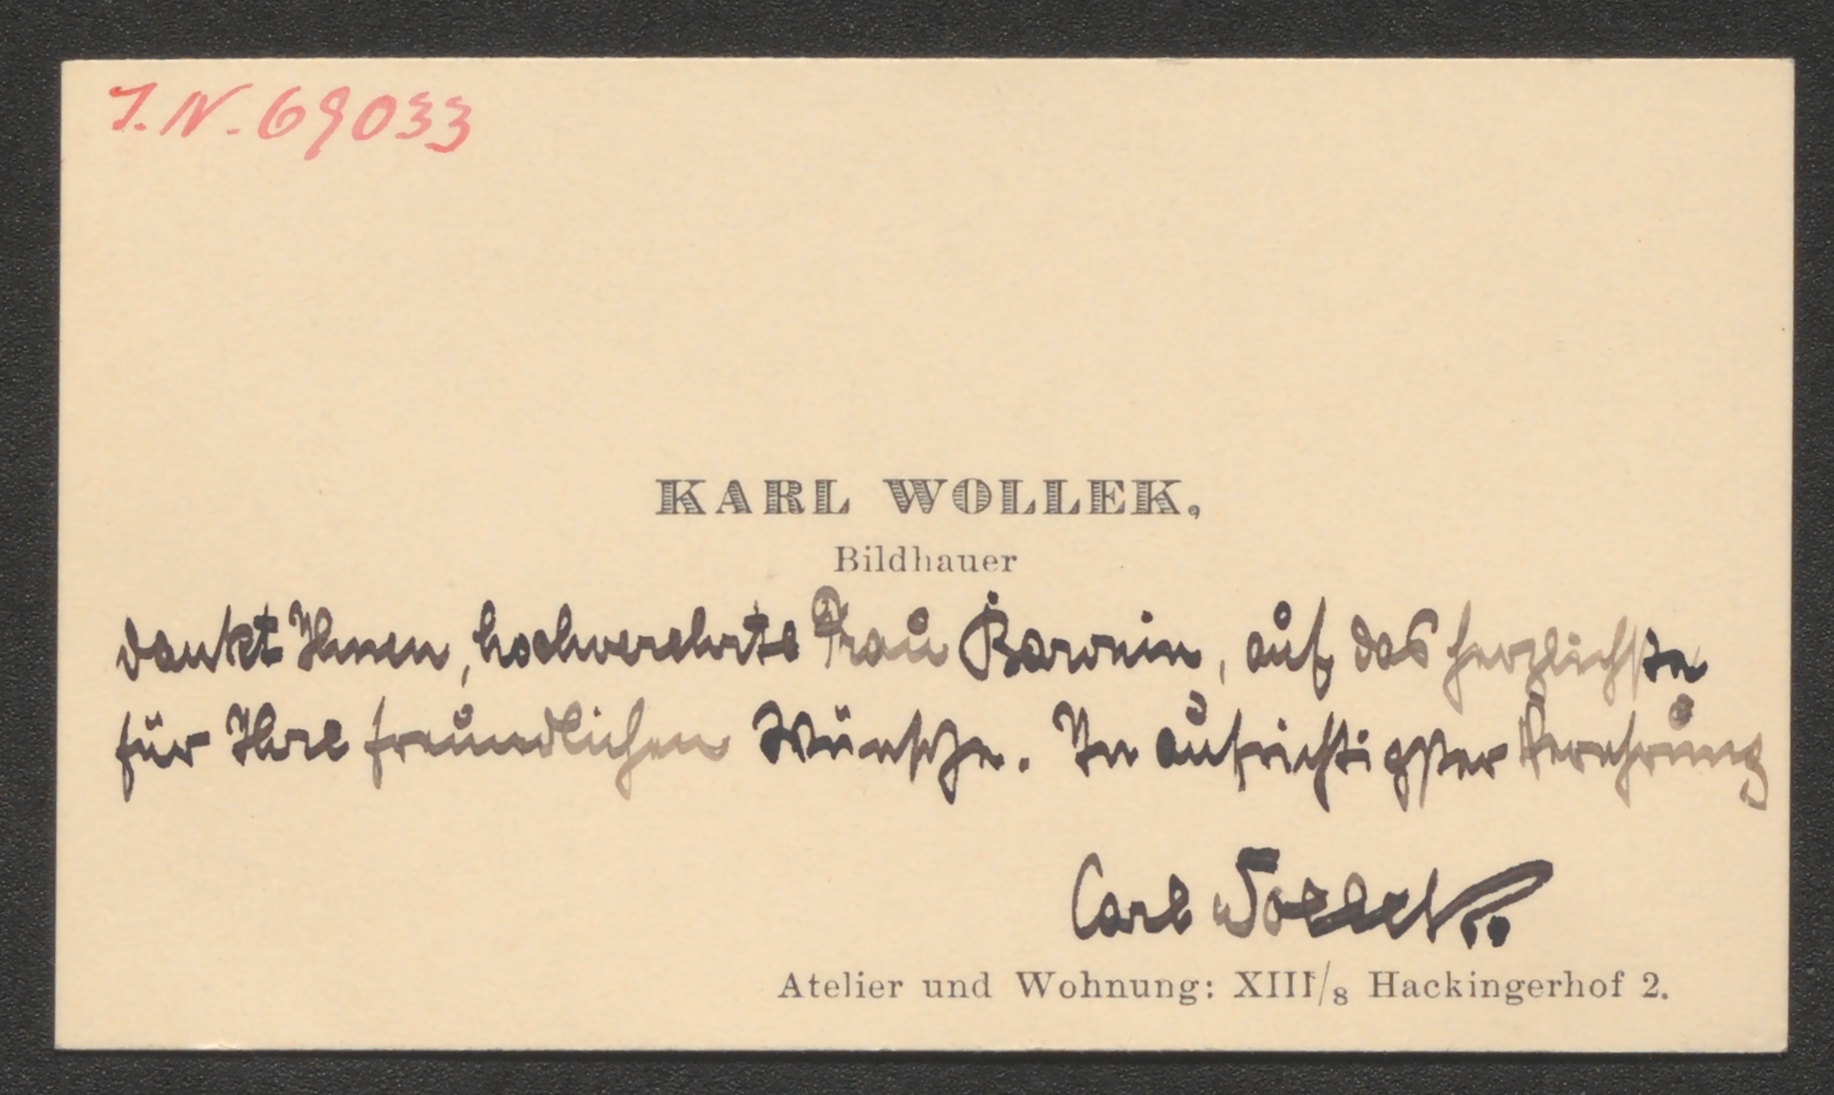 J.N. 69033
KARL WOLLEK,
Bildhauer
dankt Ihnen, hochverehrte Frau Baronin, auf das herzlichste
für Ihre freundlichen Wünsche. In aufrichtigster Verehrung
Carl Wollek
Atelier und Wohnung: XIII/8 Hackingerhof 2.